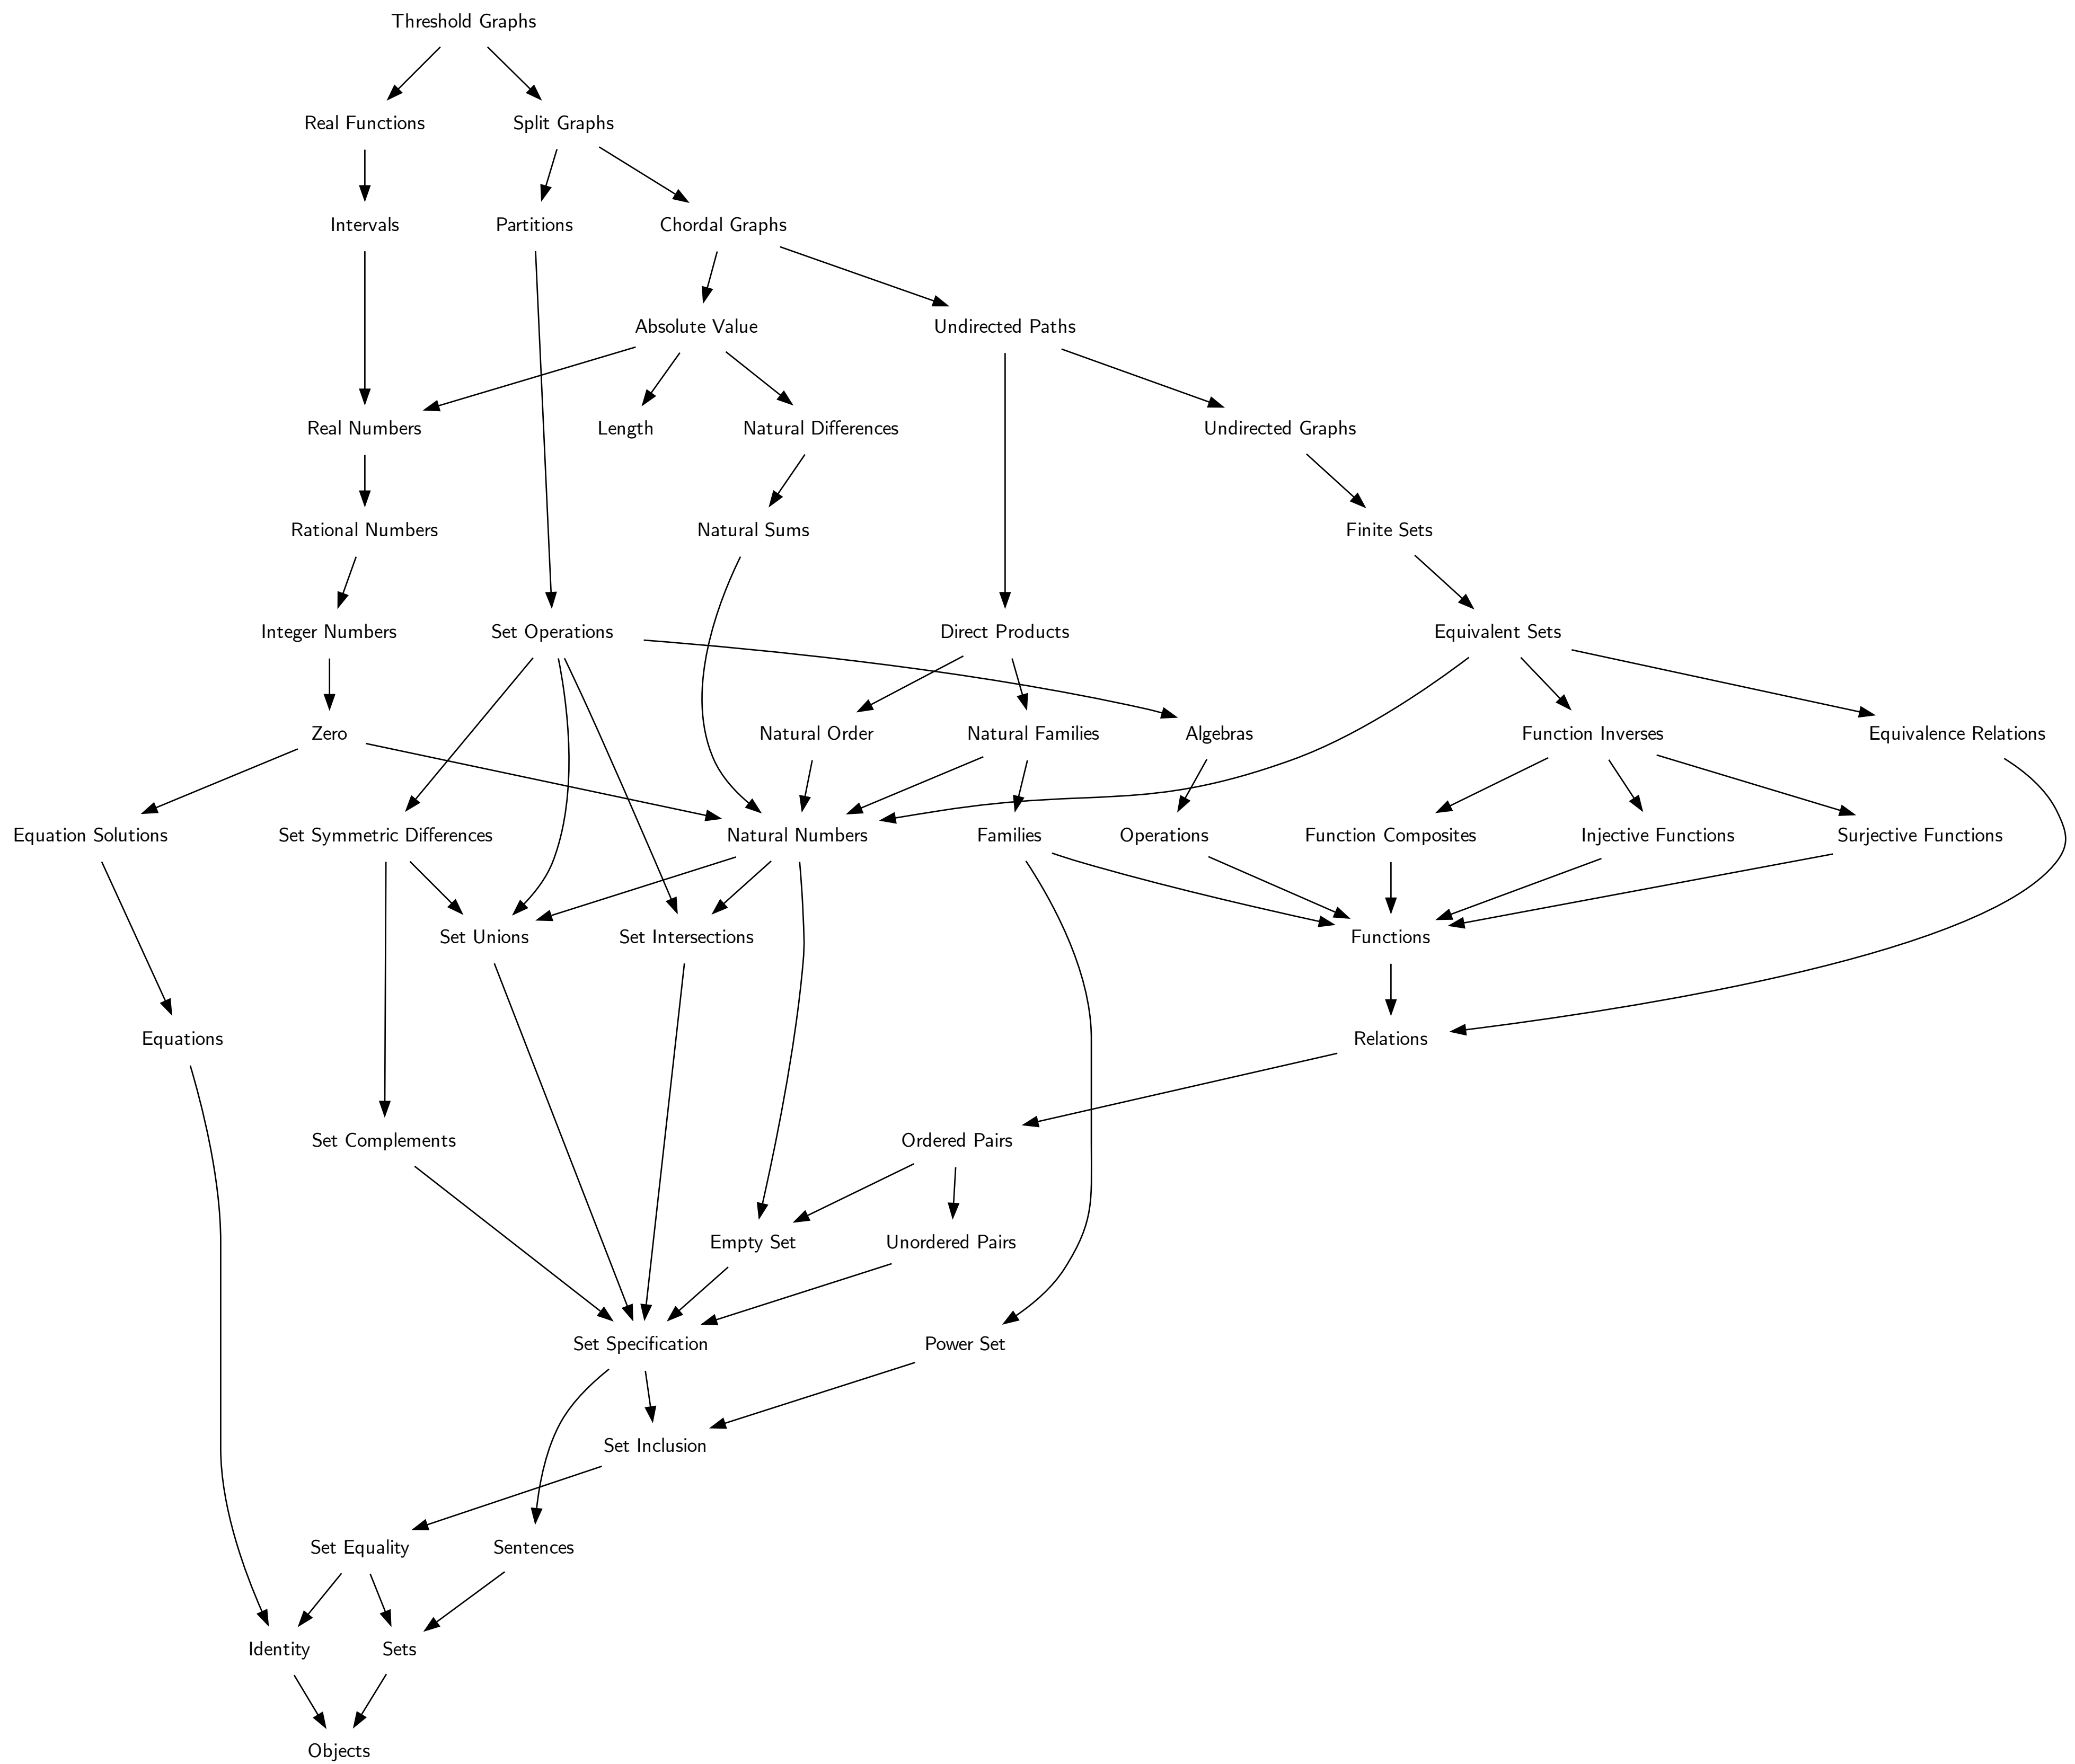 Threshold Graphs
Real Functions
Split Graphs
Intervals
Partitions
Chordal Graphs
Absolute Value
Undirected Paths
Real Numbers
Length
Natural Differences
Undirected Graphs
Rational Numbers
Natural Sums
Finite Sets
Integer Numbers
Set Operations
Direct Products
Equivalent Sets
Zero
Natural Order
Natural Families
Algebras
Function Inverses
Equivalence Relations
Equation Solutions
Set Symmetric Differences
Natural Numbers
Families
Operations
Function Composites
Injective Functions
Surjective Functions
Set Unions
Set Intersections
Functions
Equations
Relations
Set Complements
Ordered Pairs
Empty Set
Unordered Pairs
Set Specification
Power Set
Set Inclusion
Set Equality
Sentences
Identity
Sets
Objects